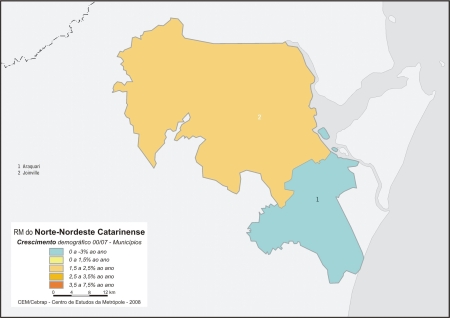 2
1 Araquari
2 Joinville
1
RM do Norte-Nordeste Catarinense
Crescimento demográfico 00/07 - Municípios
0 a -3% ao ano
0 a 1,5% ao ano
1,5 a 2,5% ao ano
2,5 a 3,5% ao ano
3,5 a 7,5% ao ano
0 4 8 12 km
CEM/Cebrap - Centro de Estudos da Metrópole - 2008